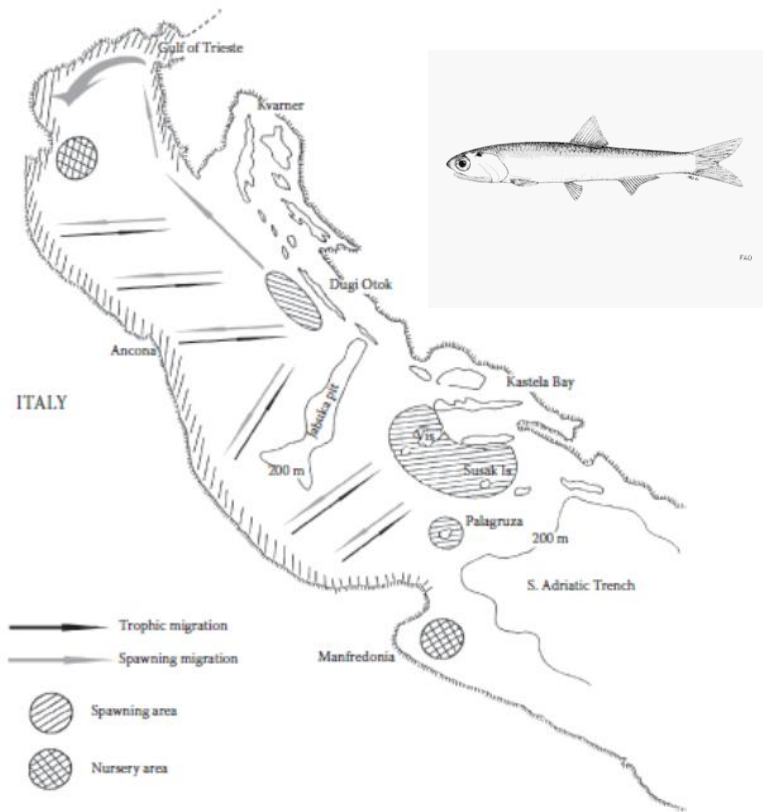 Gulf of Trieste
Kvarner
FAO
Dugi Otok
Ancona
Kastela Bay
ITALY
Jabuka pit
Vis
200 m
Susak Is.
Palagruza
200 m
S. Adriatic Trench
Trophic migration
Spawning migration
Manfredonia
Spawning area
Nursery area